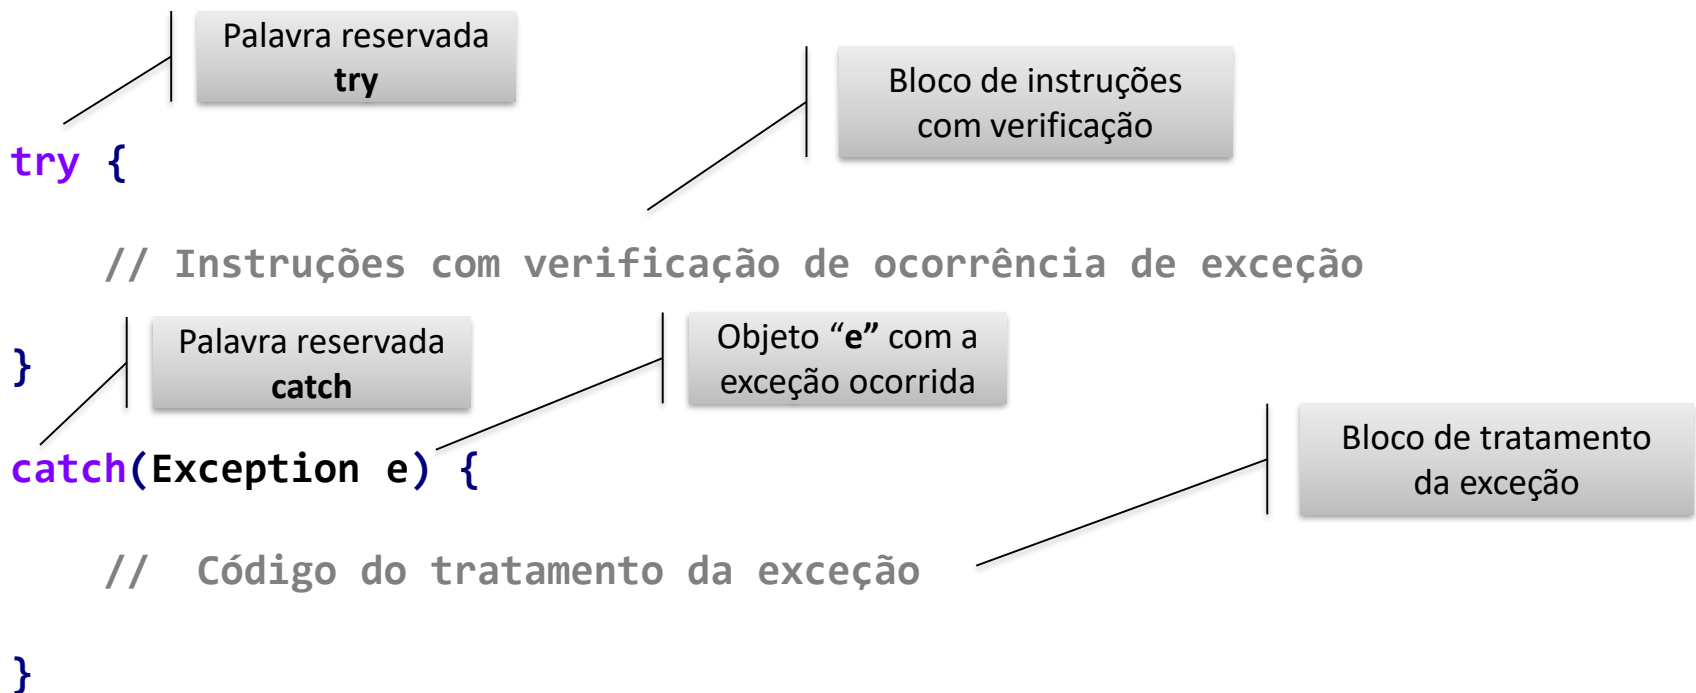 Palavra reservada
try
Bloco de instruções
com verificação
try {
// Instruções com verificação de ocorrência de exceção
Palavra reservada
catch
Objeto “e” com a
exceção ocorrida
}
Bloco de tratamento
da exceção
catch(Exception e) {
// Código do tratamento da exceção
}